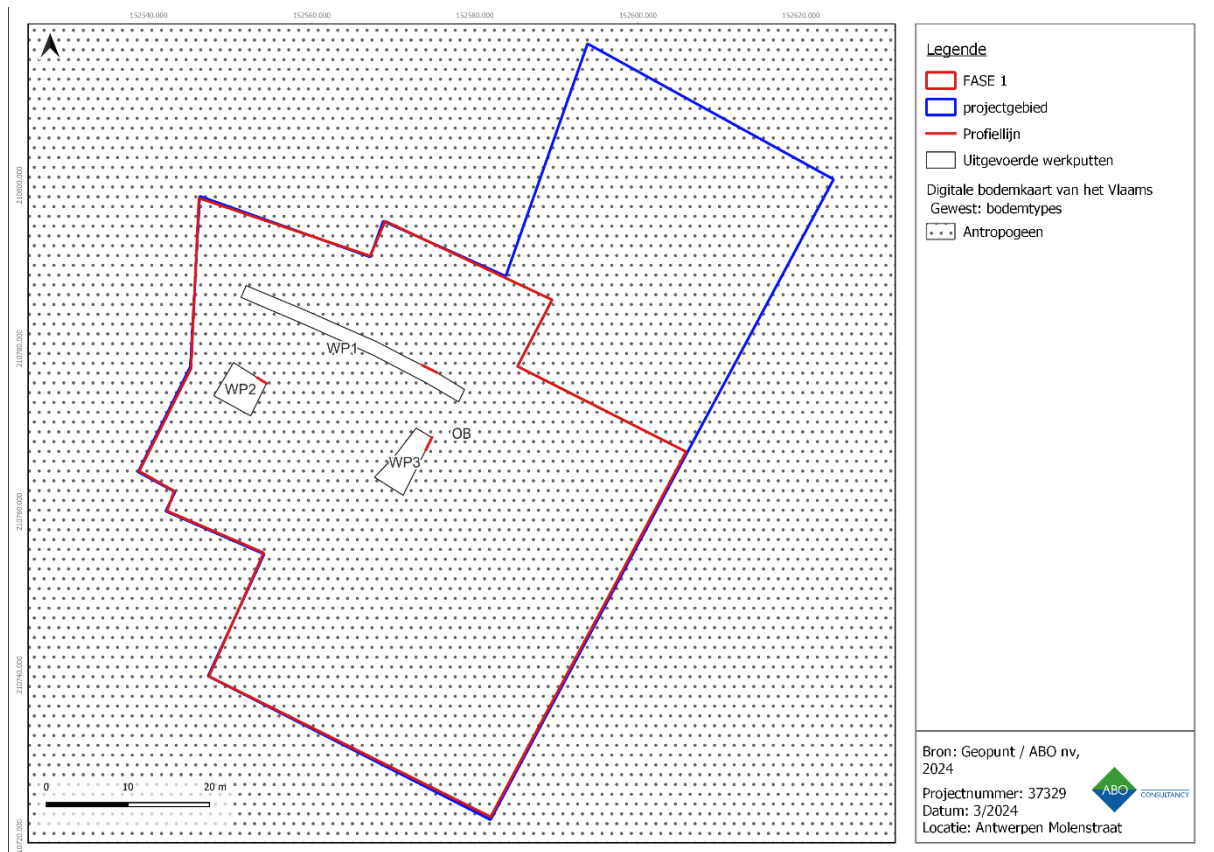 152540.000 152560.000 152580.000 152600.000 152620.000
210800.000
210780.000
210760.000
210740.000
210720.000
WP1
WP2
OB
WP3
0 10 20 m
Legende
FASE 1
projectgebied
Profiellijn
Uitgevoerde werkputten
Digitale bodemkaart van het Vlaams
Gewest: bodemtypes
Antropogeen
Bron: Geopunt / ABO nv,
2024
Projectnummer: 37329
Datum: 3/2024
Locatie: Antwerpen Molenstraat
ABO CONSULTANCY